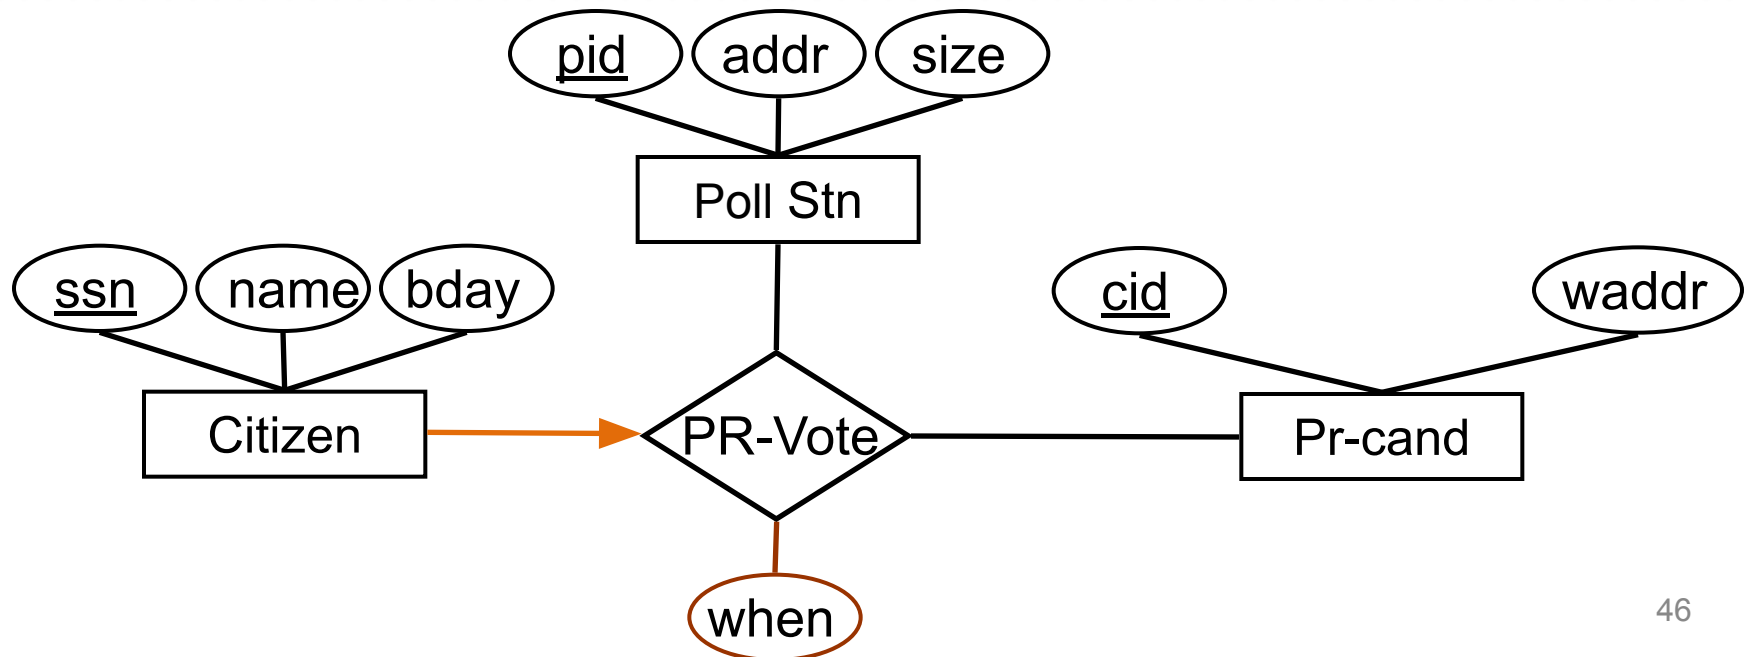 pid addr size
Poll Stn
ssn name bday
cid waddr
Citizen
PR-Vote
Pr-cand
when
46